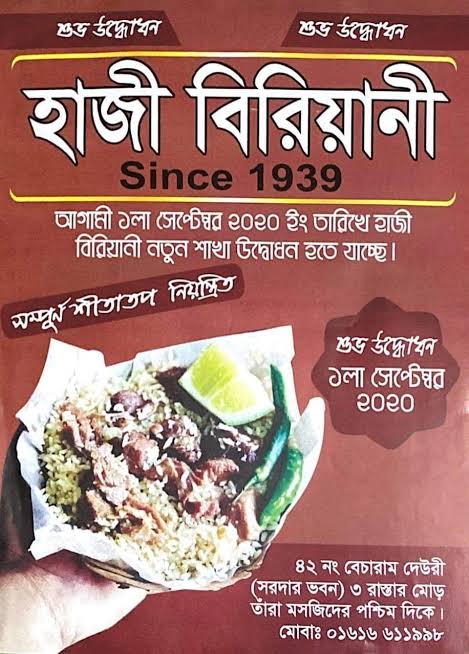 শুভ উদ্ধোধন
শুভ উদ্ধোধন
হাজী বিরিয়ানী
Since 1939
আগামী ১লা সেপ্টেম্বর ২০২০ ইং তারিখে হাজী
বিরিয়ানী নতুন শাখা উদ্বোধন হতে যাচ্ছে।
সম্পূর্ন শীতাতপ নিয়ন্ত্রিত
শুভ উদ্ধোধন
১লা সেপ্টেম্বর
২০২০
৪২ নং বেচারাম দেউরী
(সরদার ভবন) ৩ রাস্তার মোড়
তাঁরা মসজিদের পশ্চিম দিকে।
মোবাঃ ০১৬১৬ ৬১১৯৯৮